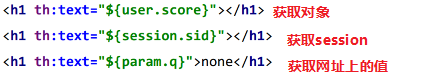 <h1 th:text="${user.score}"></h1> 获取对象
<h1 th:text="${session.sid}"></h1> 获取session
<h1 th:text="${param.q}">none</h1> 获取网址上的值